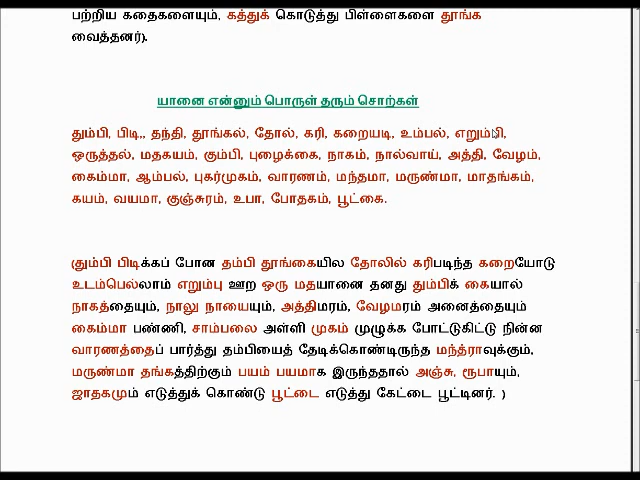 பற்றிய கதைகளையும், கத்துக் கொடுத்து பிள்ளைகளை தூங்க
வைத்தனர்).
யானை என்னும் பொருள் தரும் சொற்கள்
தும்பி, பிடி,, தந்தி, தூங்கல், தோல், கரி, கறையடி, உம்பல், எறும்பி,
ஒருத்தல், மதகயம், கும்பி, புழைக்கை, நாகம், நால்வாய், அத்தி, வேழம்,
கைம்மா, ஆம்பல், புகர்முகம், வாரணம், மந்தமா, மருண்மா, மாதங்கம்,
கயம், வயமா, குஞ்சுரம், உபா, போதகம், பூட்கை.
(தும்பி பிடிக்கப் போன தம்பி தூங்கையில தோலில் கரிபடிந்த கறையோடு
உடம்பெல்லாம் எறும்பு ஊற ஒரு மதயானை தனது தும்பிக் கையால்
நாகத்தையும், நாலு நாயையும், அத்திமரம், வேழமரம் அனைத்தையும்
கைம்மா பண்ணி, சாம்பலை அள்ளி முகம் முழுக்க போட்டுகிட்டு நின்ன
வாரணத்தைப் பார்த்து தம்பியைத் தேடிக்கொண்டிருந்த மந்த்ராவுக்கும்,
மருண்மா தங்கத்திற்கும் பயம் பயமாக இருந்ததால் அஞ்சு, ரூபாயும்,
ஜாதகமும் எடுத்துக் கொண்டு பூட்டை எடுத்து கேட்டை பூட்டினர். )